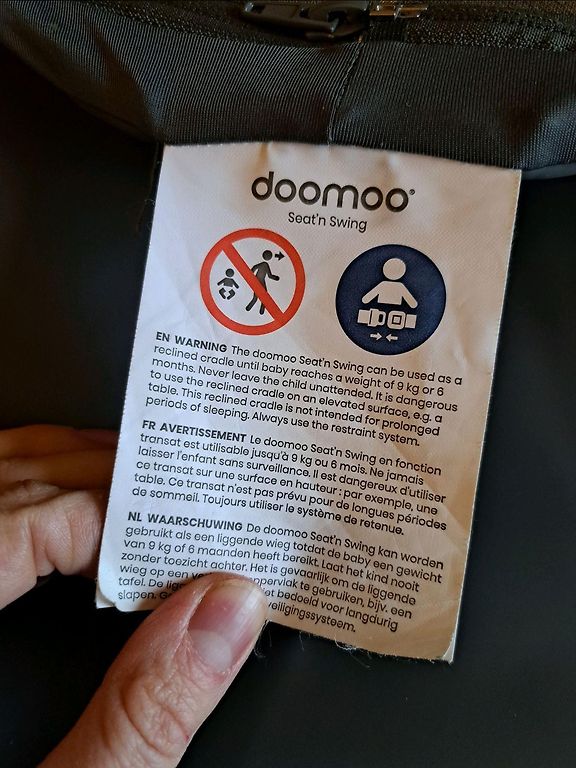 doomoo®
Seat'n Swing
EN WARNING The doomoo Seat'n Swing can be used as a
reclined cradle until baby reaches a weight of 9 kg or 6
months. Never leave the child unattended. It is dangerous
to use the reclined cradle on an elevated surface, e.g. a
table. This reclined cradle is not intended for prolonged
periods of sleeping. Always use the restraint system.
FR AVERTISSEMENT Le doomoo Seat'n Swing en fonction
transat est utilisable jusqu'à 9 kg ou 6 mois. Ne jamais
laisser l'enfant sans surveillance. Il est dangereux d'utiliser
ce transat sur une surface en hauteur : par exemple, une
table. Ce transat n'est pas prévu pour de longues périodes
de sommeil. Toujours utiliser le système de retenue.
NL WAARSCHUWING De doomoo Seat'n Swing kan worden
gebruikt als een liggende wieg totdat de baby een gewicht
van 9 kg of 6 maanden heeft bereikt. Laat het kind nooit
zonder toezicht achter. Het is gevaarlijk om de liggende
wieg op een ppervlak te gebruiken, bijv. een
tafel. De et bedoeld voor langdurig
slapen. eiligingssysteem.